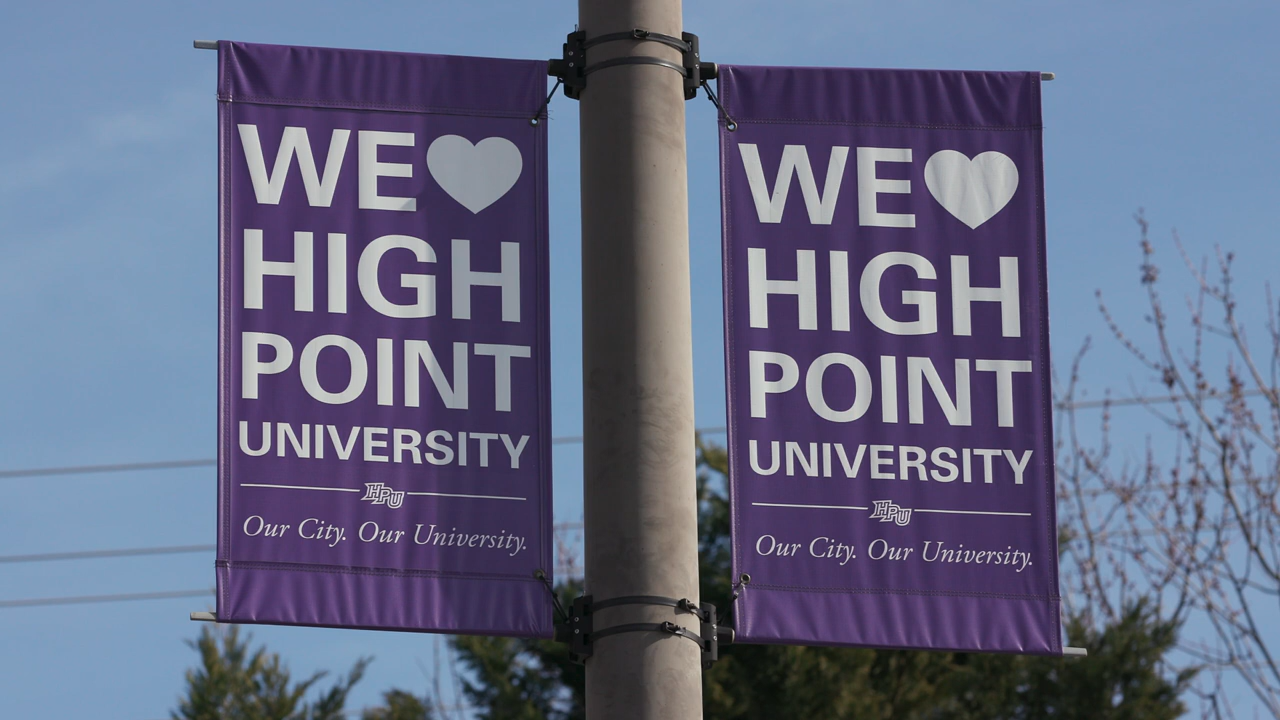 WE ♥
HIGH
POINT
UNIVERSITY
HPU
Our City. Our University.
WE ♥
HIGH
POINT
UNIVERSITY
HPU
Our City. Our University.